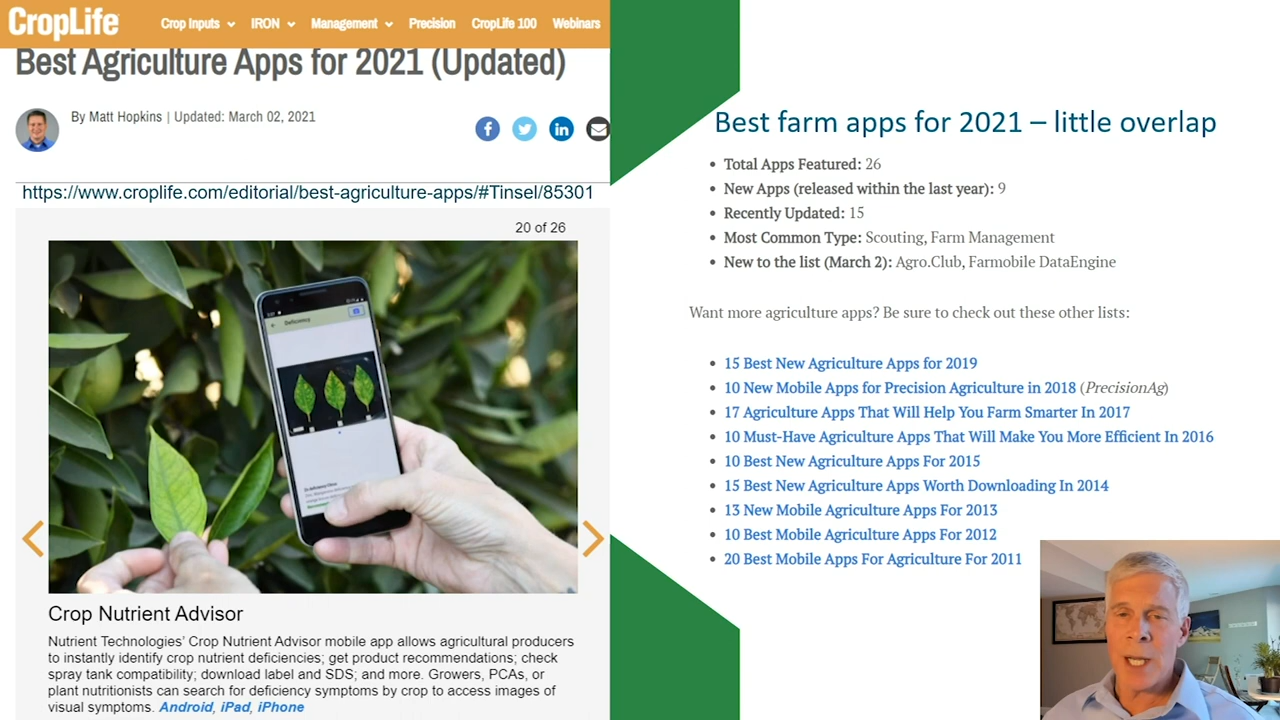 CropLife
Crop Inputs IRON Management Precision CropLife 100 Webinars
Best Agriculture Apps for 2021 (Updated)
By Matt Hopkins | Updated: March 02, 2021
https://www.croplife.com/editorial/best-agriculture-apps/#Tinsel/85301
20 of 26
Deficiency
Crop Nutrient Advisor
Nutrient Technologies’ Crop Nutrient Advisor mobile app allows agricultural producers
to instantly identify crop nutrient deficiencies; get product recommendations; check
spray tank compatibility; download label and SDS; and more. Growers, PCAs, or
plant nutritionists can search for deficiency symptoms by crop to access images of
visual symptoms. Android, iPad, iPhone
Best farm apps for 2021 – little overlap
• Total Apps Featured: 26
• New Apps (released within the last year): 9
• Recently Updated: 15
• Most Common Type: Scouting, Farm Management
• New to the list (March 2): Agro.Club, Farmobile DataEngine
Want more agriculture apps? Be sure to check out these other lists:
• 15 Best New Agriculture Apps for 2019
• 10 New Mobile Apps for Precision Agriculture in 2018 (PrecisionAg)
• 17 Agriculture Apps That Will Help You Farm Smarter In 2017
• 10 Must-Have Agriculture Apps That Will Make You More Efficient In 2016
• 10 Best New Agriculture Apps For 2015
• 15 Best New Agriculture Apps Worth Downloading In 2014
• 13 New Mobile Agriculture Apps For 2013
• 10 Best Mobile Agriculture Apps For 2012
• 20 Best Mobile Apps For Agriculture For 2011